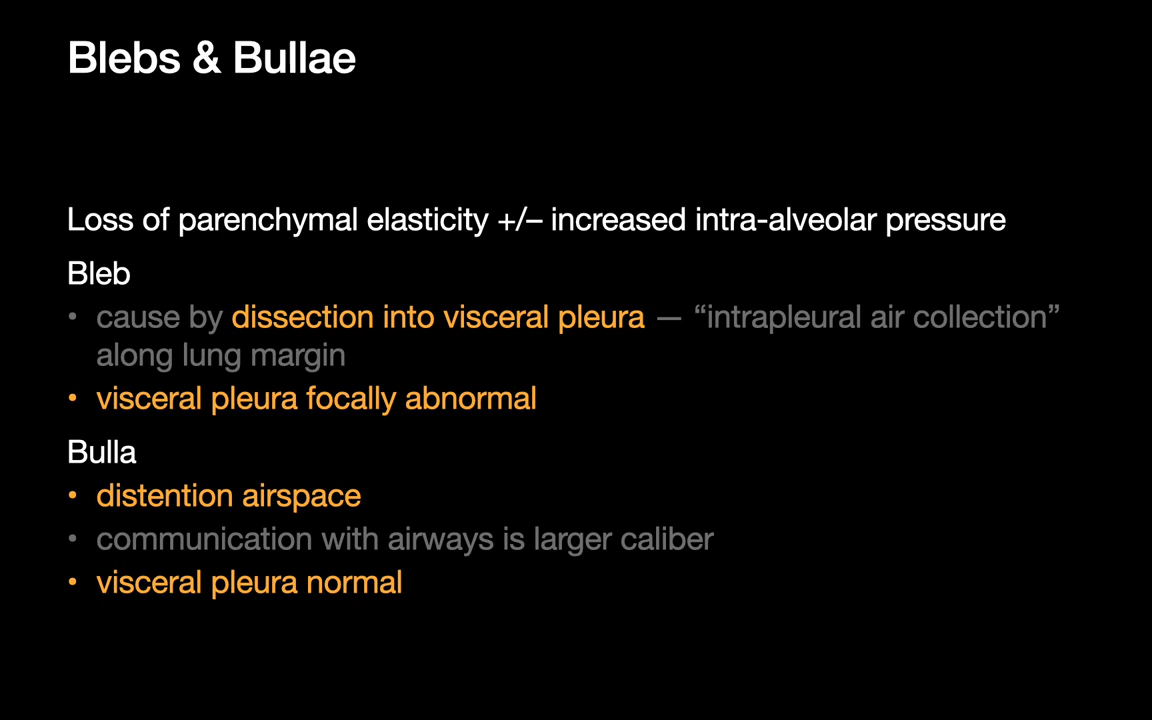 Blebs & Bullae
Loss of parenchymal elasticity +/– increased intra-alveolar pressure
Bleb
• cause by dissection into visceral pleura — “intrapleural air collection”
along lung margin
• visceral pleura focally abnormal
Bulla
• distention airspace
• communication with airways is larger caliber
• visceral pleura normal